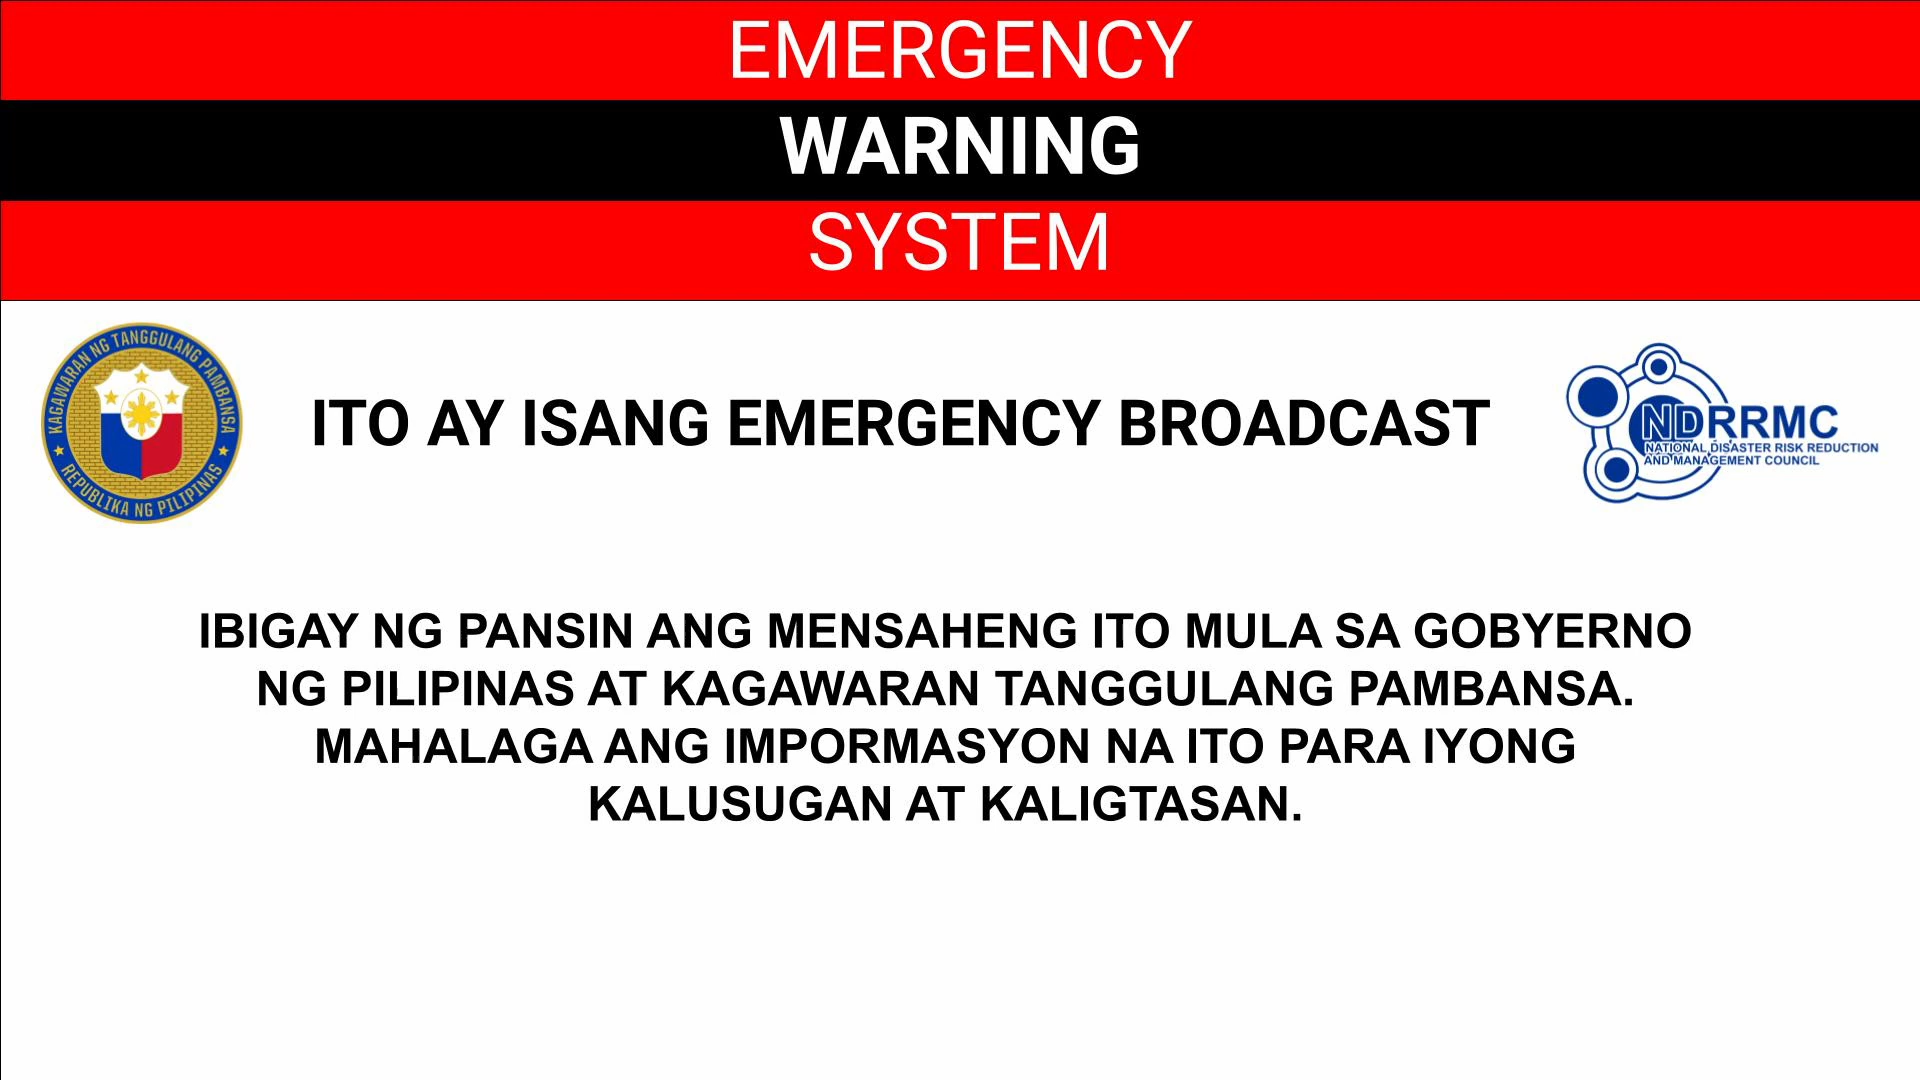 EMERGENCY
WARNING
SYSTEM
KAGAWARAN NG TANGGULANG PAMBANSA
REPUBLIKA NG PILIPINAS
ITO AY ISANG EMERGENCY BROADCAST
NDRRMC
NATIONAL DISASTER RISK REDUCTION
AND MANAGEMENT COUNCIL
IBIGAY NG PANSIN ANG MENSAHENG ITO MULA SA GOBYERNO
NG PILIPINAS AT KAGAWARAN TANGGULANG PAMBANSA.
MAHALAGA ANG IMPORMASYON NA ITO PARA IYONG
KALUSUGAN AT KALIGTASAN.